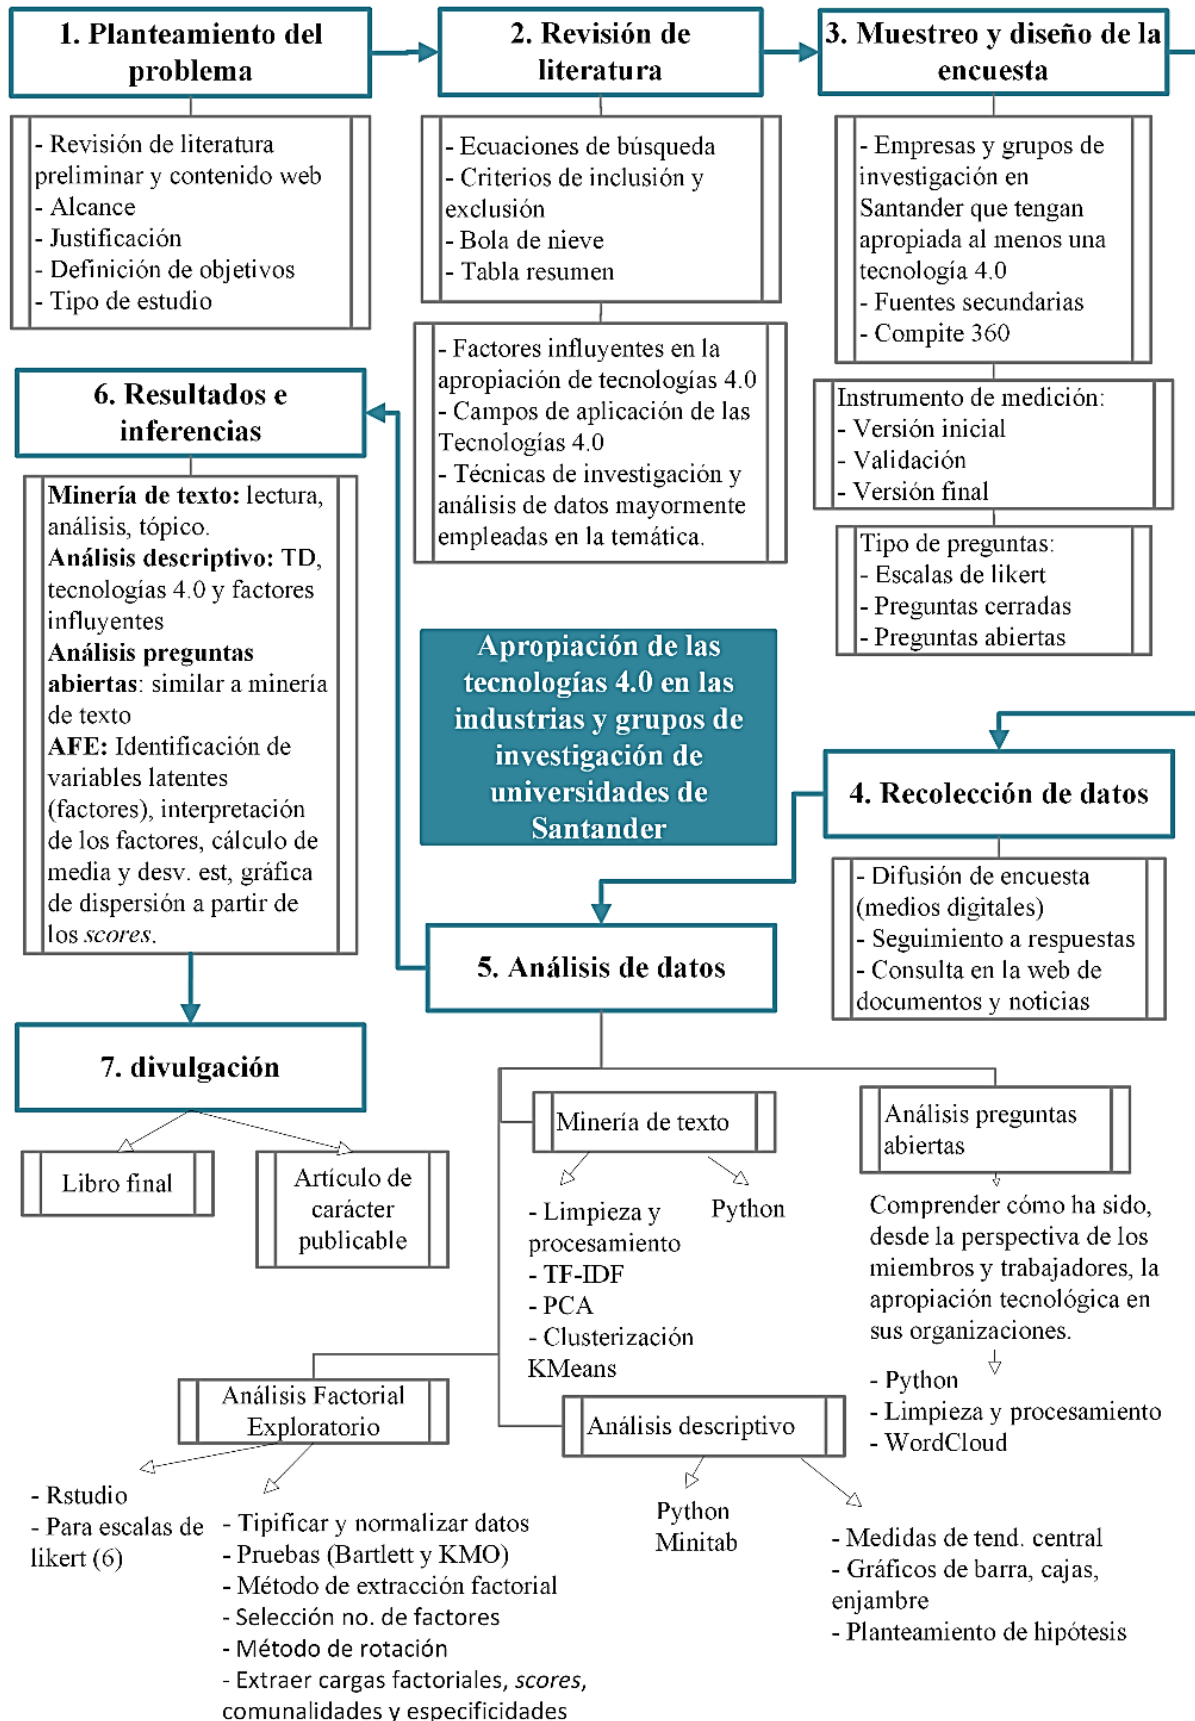 1. Planteamiento del
problema
2. Revisión de
literatura
3. Muestreo y diseño de la
encuesta
- Revisión de literatura
preliminar y contenido web
- Alcance
- Justificación
- Definición de objetivos
- Tipo de estudio
- Ecuaciones de búsqueda
- Criterios de inclusión y
exclusión
- Bola de nieve
- Tabla resumen
- Factores influyentes en la
apropiación de tecnologías 4.0
- Campos de aplicación de las
Tecnologías 4.0
- Técnicas de investigación y
análisis de datos mayormente
empleadas en la temática.
- Empresas y grupos de
investigación en
Santander que tengan
apropiada al menos una
tecnología 4.0
- Fuentes secundarias
- Compite 360
Instrumento de medición:
- Versión inicial
- Validación
- Versión final
Tipo de preguntas:
- Escalas de likert
- Preguntas cerradas
- Preguntas abiertas
Apropiación de las
tecnologías 4.0 en las
industrias y grupos de
investigación de
universidades de
Santander
4. Recolección de datos
- Difusión de encuesta
(medios digitales)
- Seguimiento a respuestas
- Consulta en la web de
documentos y noticias
5. Análisis de datos
6. Resultados e
inferencias
Minería de texto: lectura,
análisis, tópico.
Análisis descriptivo: TD,
tecnologías 4.0 y factores
influyentes
Análisis preguntas
abiertas: similar a minería
de texto
AFE: Identificación de
variables latentes
(factores), interpretación
de los factores, cálculo de
media y desv. est, gráfica
de dispersión a partir de
los scores.
7. divulgación
Libro final
Artículo de
carácter
publicable
Minería de texto
- Limpieza y
procesamiento
- TF-IDF
- PCA
- Clusterización
KMeans
Python
Análisis preguntas
abiertas
Comprender cómo ha sido,
desde la perspectiva de los
miembros y trabajadores, la
apropiación tecnológica en
sus organizaciones.
- Python
- Limpieza y procesamiento
- WordCloud
Análisis Factorial
Exploratorio
- Rstudio
- Para escalas de
likert (6)
- Tipificar y normalizar datos
- Pruebas (Bartlett y KMO)
- Método de extracción factorial
- Selección no. de factores
- Método de rotación
- Extraer cargas factoriales, scores,
comunalidades y especificidades
Análisis descriptivo
Python
Minitab
- Medidas de tend. central
- Gráficos de barra, cajas,
enjambre
- Planteamiento de hipótesis